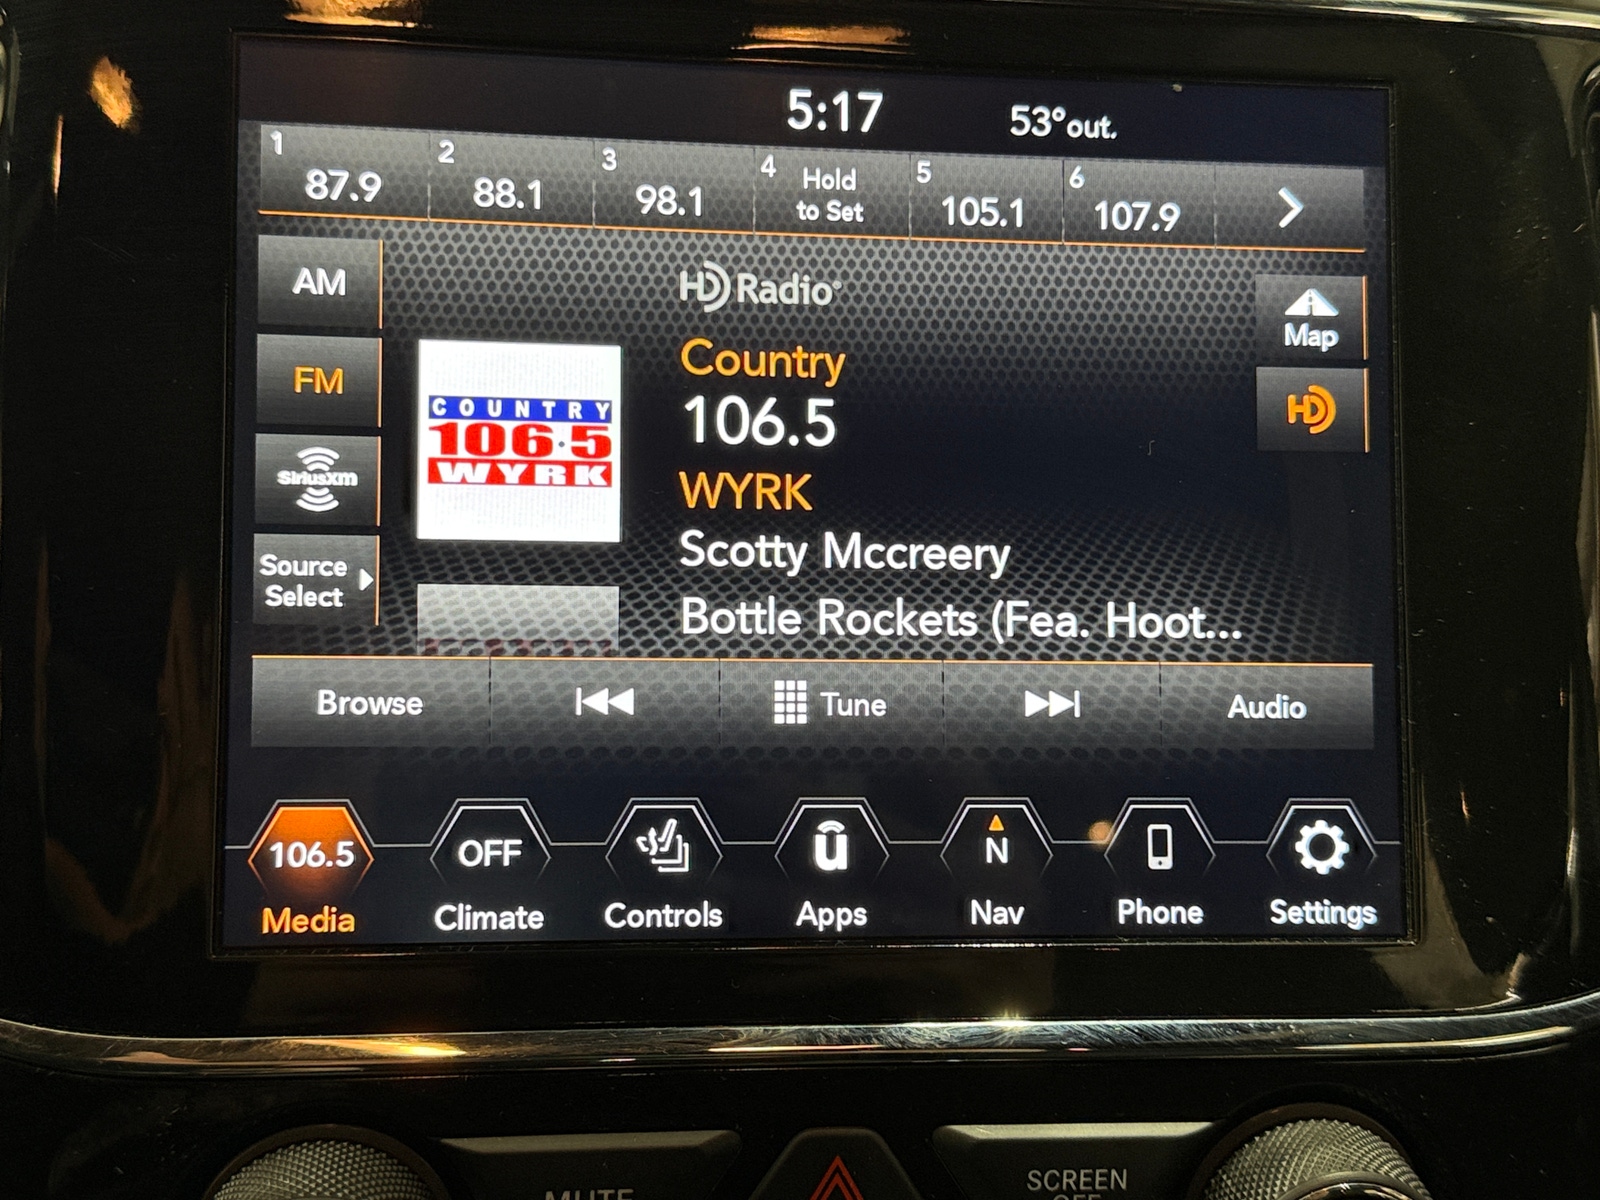 5:17
53°out.
1
87.9
2
88.1
3
98.1
4
Hold
to Set
5
105.1
6
107.9
AM
FM
SiriusXM
Source
Select
COUNTRY
106.5
WYRK
HD Radio®
Country
106.5
WYRK
Scotty Mccreery
Bottle Rockets (Fea. Hoot...
Map
HD
Browse
Tune
Audio
106.5
Media
OFF
Climate
Controls
u
Apps
N
Nav
Phone
Settings
MUTE
SCREEN
OFF